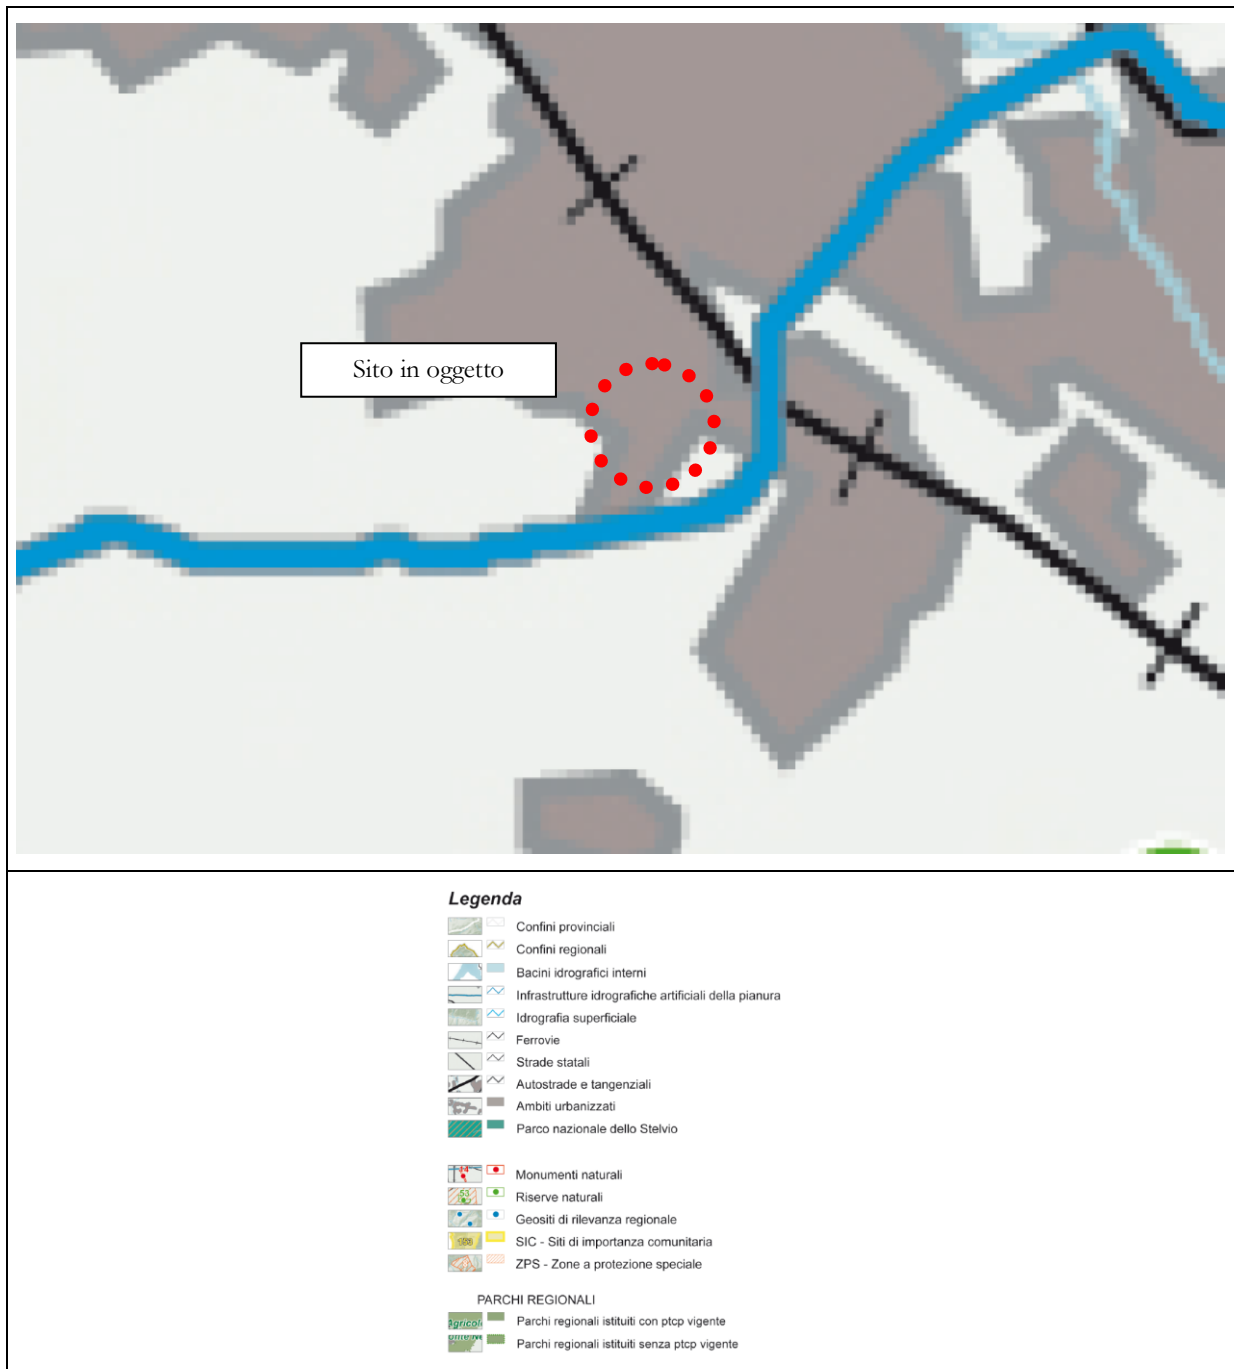 Sito in oggetto
Legenda
Confini provinciali
Confini regionali
Bacini idrografici interni
Infrastrutture idrografiche artificiali della pianura
Idrografia superficiale
Ferrovie
Strade statali
Autostrade e tangenziali
Ambiti urbanizzati
Parco nazionale dello Stelvio
Monumenti naturali
Riserve naturali
Geositi di rilevanza regionale
SIC - Siti di importanza comunitaria
ZPS - Zone a protezione speciale
PARCHI REGIONALI
Parchi regionali istituiti con ptcp vigente
Parchi regionali istituiti senza ptcp vigente